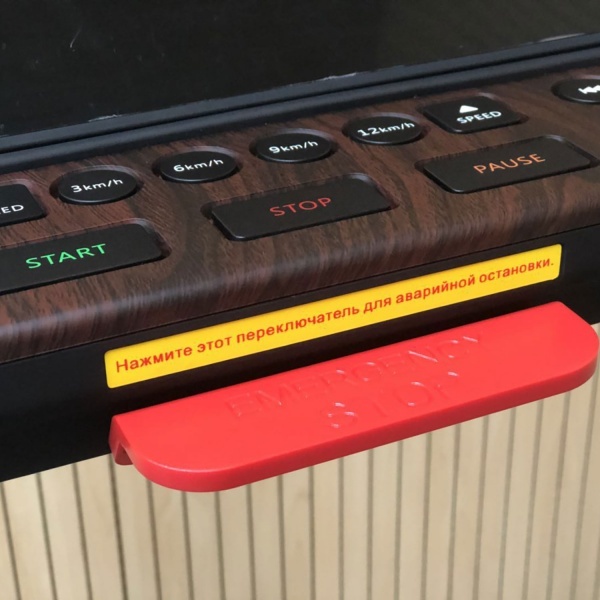 3km/h 6km/h 9km/h 12km/h SPEED
START STOP PAUSE
Нажмите этот переключатель для аварийной остановки.
EMERGENCY
STOP